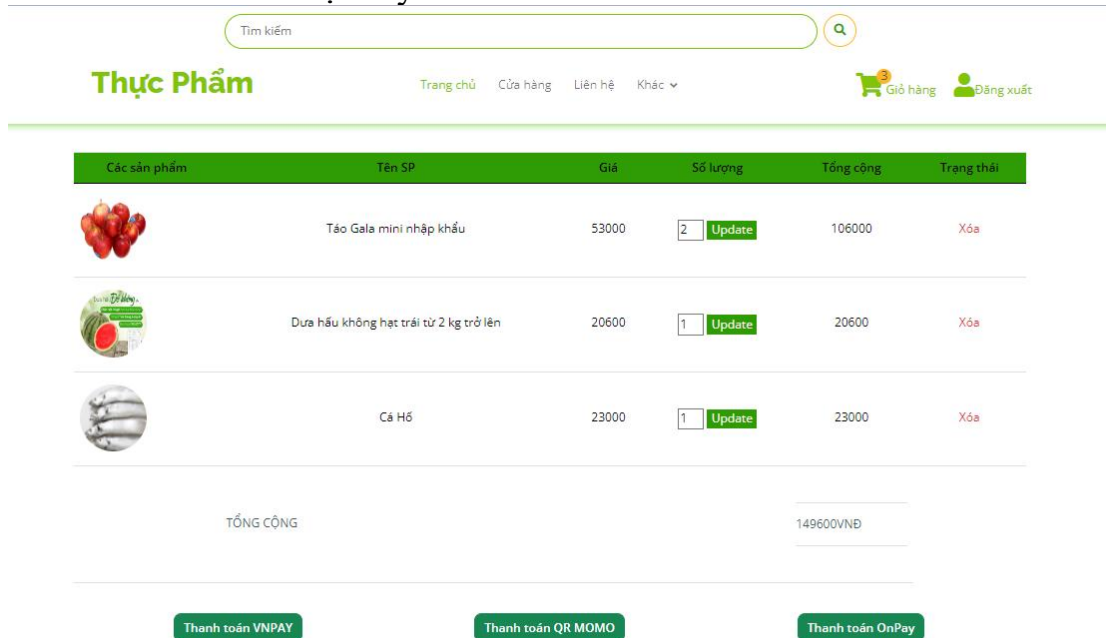 Tìm kiếm
Thực Phẩm
Trang chủ Cửa hàng Liên hệ Khác
3
Giỏ hàng Đăng xuất
Các sản phẩm Tên SP Giá Số lượng Tổng cộng Trạng thái
Táo Gala mini nhập khẩu 53000 2 Update 106000 Xóa
Dưa hấu không hạt trái từ 2 kg trở lên 20600 1 Update 20600 Xóa
Cá Hố 23000 1 Update 23000 Xóa
TỔNG CỘNG 149600VNĐ
Thanh toán VNPAY Thanh toán QR MOMO Thanh toán OnPay